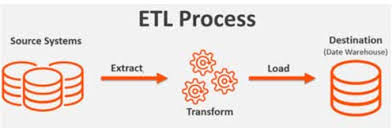 ETL Process
Source Systems
Extract
Transform
Load
Destination
(Date Warehouse)